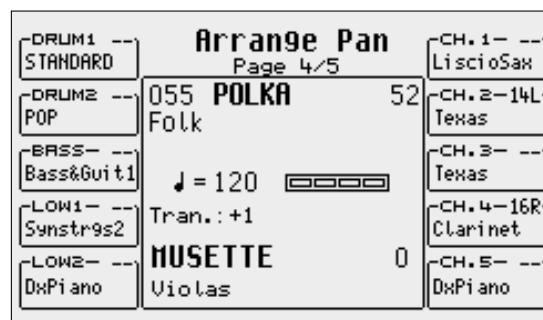 Arrange Pan
Page 4/5
DRUM1 --
STANDARD
DRUM2 --
POP
BASS- --
Bass&Guit1
LOW1- --
Synstrgs2
LOW2- --
DxPiano
055 POLKA 52
Folk
♩=120
Tran.:+1
MUSETTE 0
Violas
CH.1- --
LiscioSax
CH.2-14L
Texas
CH.3- --
Texas
CH.4-16R
Clarinet
CH.5- --
DxPiano